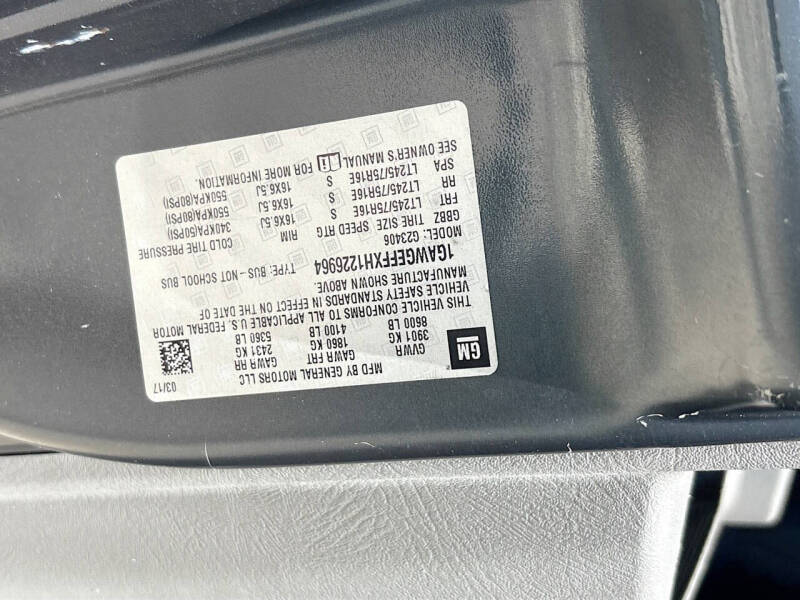 GM
MFD BY GENERAL MOTORS LLC
03/17
GVWR GAWR FRT GAWR RR
3901 KG 1860 KG 2431 KG
8600 LB 4100 LB 5360 LB
THIS VEHICLE CONFORMS TO ALL APPLICABLE U.S. FEDERAL MOTOR
VEHICLE SAFETY STANDARDS IN EFFECT ON THE DATE OF
MANUFACTURE SHOWN ABOVE.
1GAWGEFFXH1226964 TYPE: BUS – NOT SCHOOL BUS
MODEL: G23406
GBBZ TIRE SIZE SPEED RTG RIM COLD TIRE PRESSURE
FRT LT245/75R16E S 16X6.5J 340KPA(50PSI)
RR LT245/75R16E S 16X6.5J 550KPA(80PSI)
SPA LT245/75R16E S 16X6.5J 550KPA(80PSI)
SEE OWNER'S MANUAL FOR MORE INFORMATION.